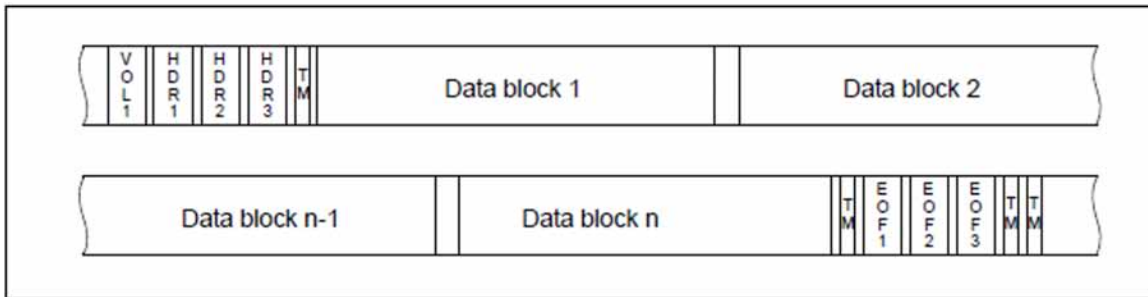 VOL1 HDR1 HDR2 HDR3 TM Data block 1 Data block 2
Data block n-1 Data block n TM EOF1 EOF2 EOF3 TM TM